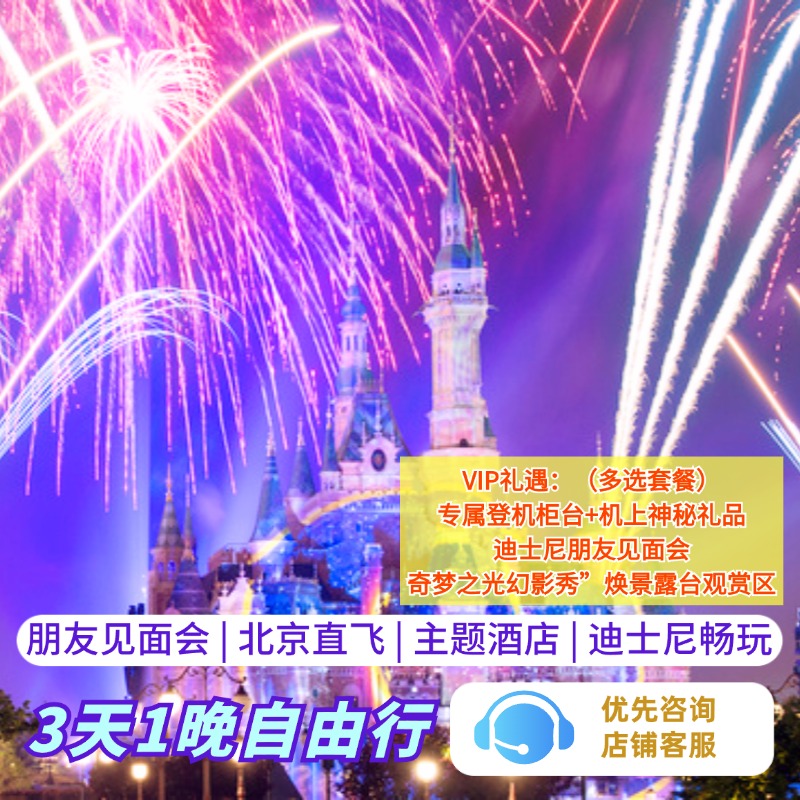 VIP礼遇：（多选套餐）
专属登机柜台+机上神秘礼品
迪士尼朋友见面会
奇梦之光幻影秀”焕景露台观赏区
朋友见面会 | 北京直飞 | 主题酒店 | 迪士尼畅玩
3天1晚自由行
优先咨询
店铺客服